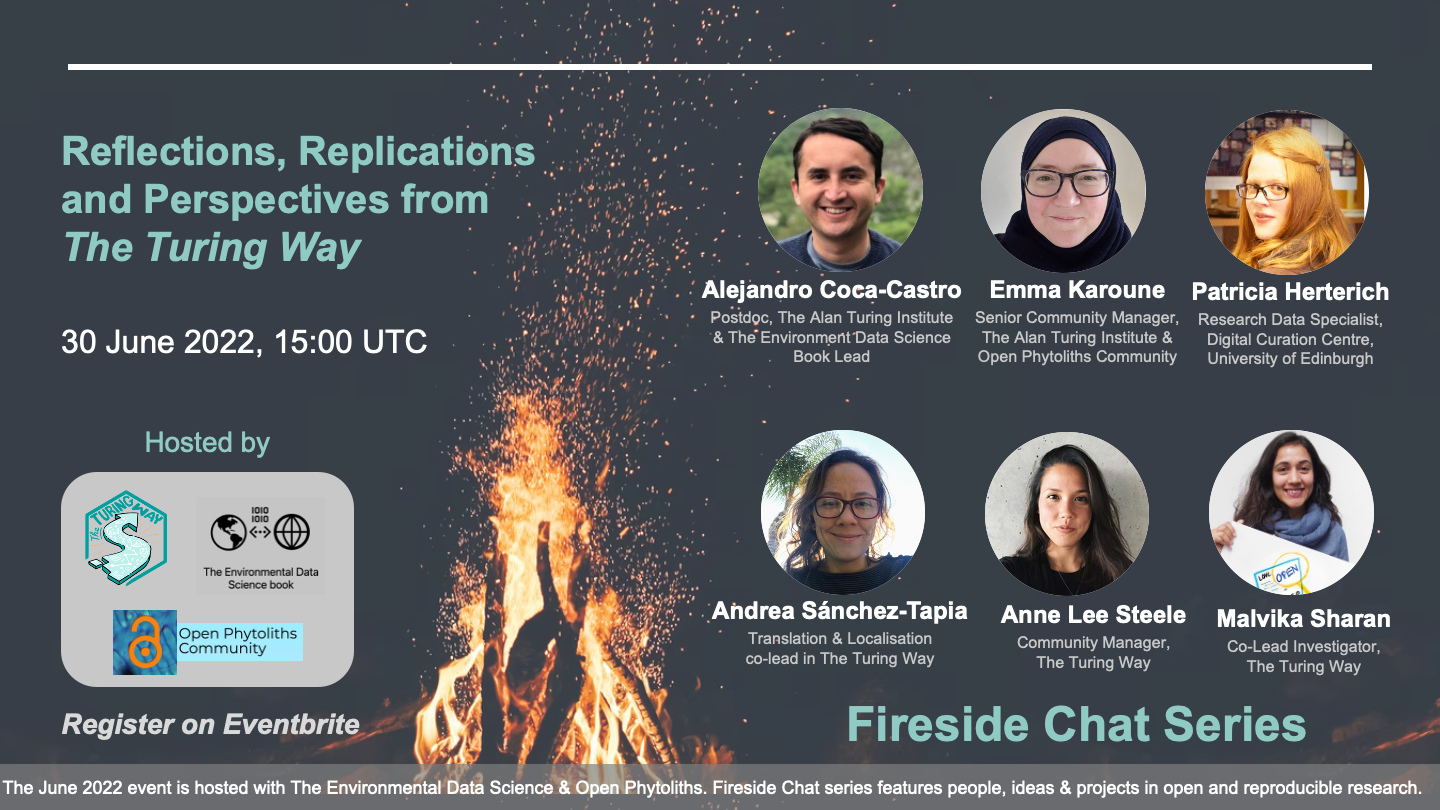 Reflections, Replications
and Perspectives from
The Turing Way
30 June 2022, 15:00 UTC
Hosted by
The TURING WAY
IOIO
IOIO
The Environmental Data
Science book
Open Phytoliths
Community
Register on Eventbrite
Alejandro Coca-Castro
Postdoc, The Alan Turing Institute
& The Environment Data Science
Book Lead
Emma Karoune
Senior Community Manager,
The Alan Turing Institute &
Open Phytoliths Community
Patricia Herterich
Research Data Specialist,
Digital Curation Centre,
University of Edinburgh
Andrea Sánchez-Tapia
Translation & Localisation
co-lead in The Turing Way
Anne Lee Steele
Community Manager,
The Turing Way
OPEN
Malvika Sharan
Co-Lead Investigator,
The Turing Way
Fireside Chat Series
The June 2022 event is hosted with The Environmental Data Science & Open Phytoliths. Fireside Chat series features people, ideas & projects in open and reproducible research.